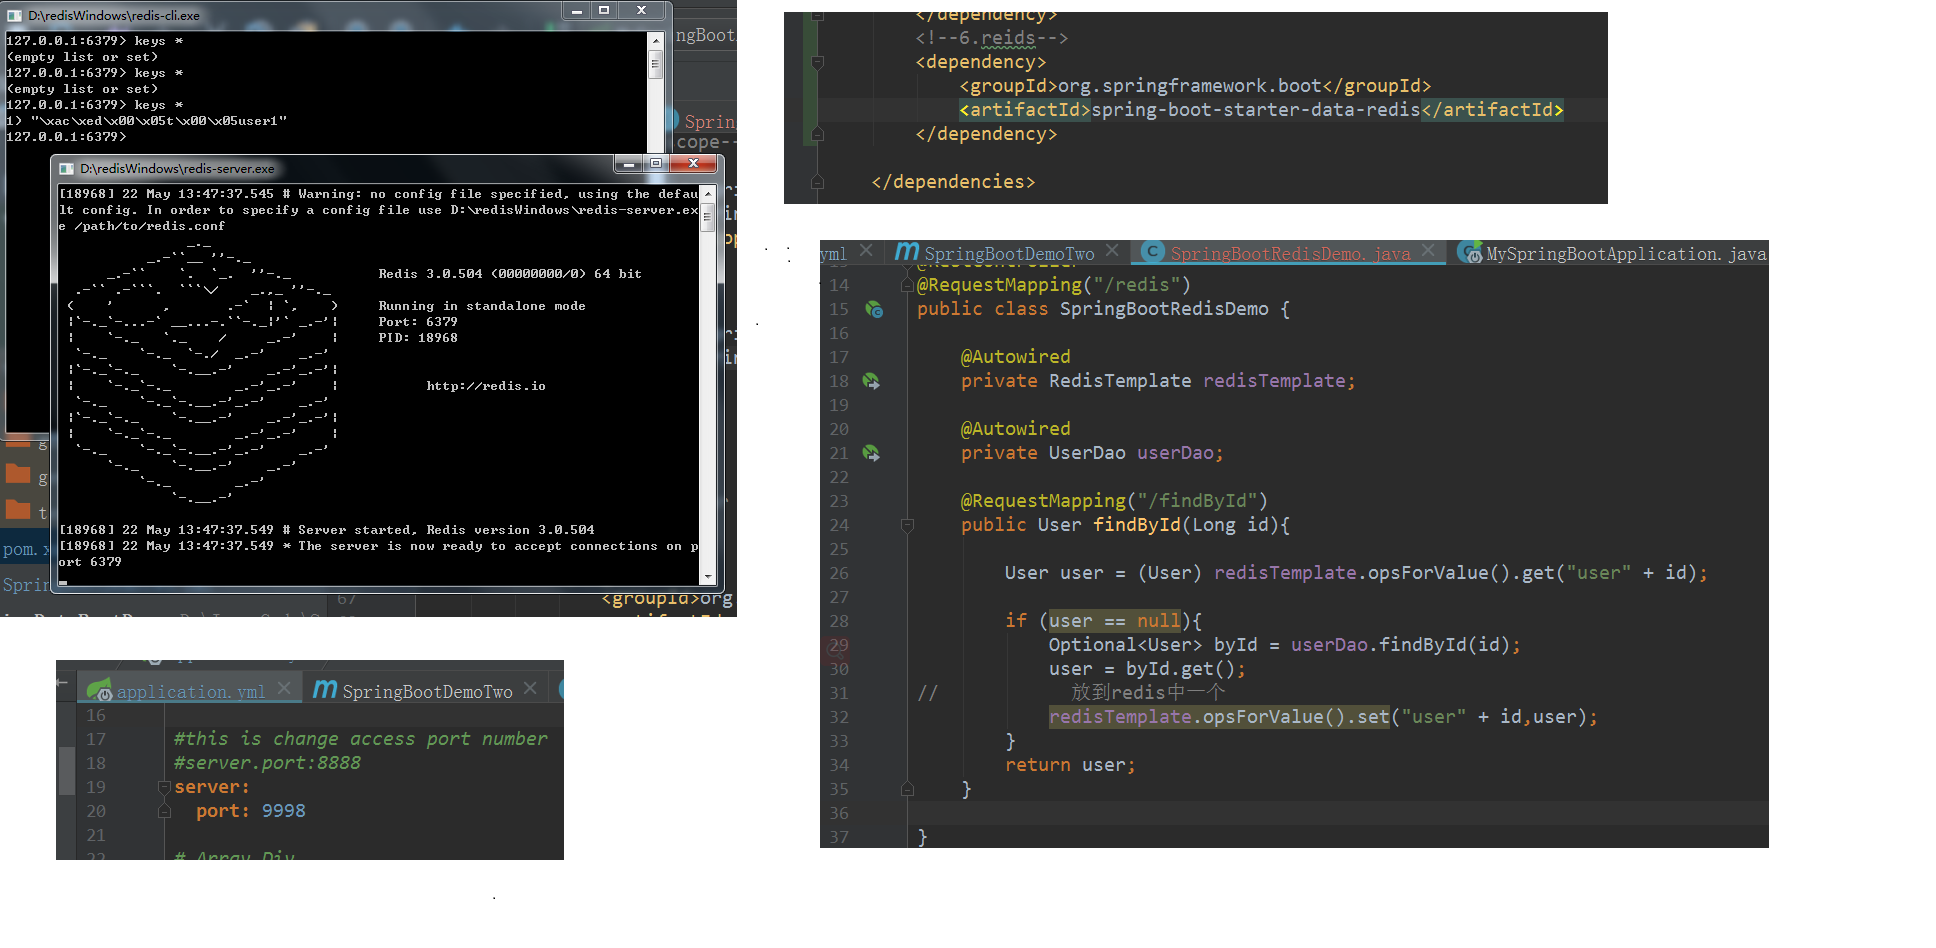 D:\redisWindows\redis-cli.exe
127.0.0.1:6379> keys *
(empty list or set)
127.0.0.1:6379> keys *
(empty list or set)
127.0.0.1:6379> keys *
1) "\xac\xed\x00\x05t\x00\x05user1"
127.0.0.1:6379>
D:\redisWindows\redis-server.exe
[18968] 22 May 13:47:37.545 # Warning: no config file specified, using the defau
lt config. In order to specify a config file use D:\redisWindows\redis-server.ex
e /path/to/redis.conf
Redis 3.0.504 (00000000/0) 64 bit
Running in standalone mode
Port: 6379
PID: 18968
http://redis.io
[18968] 22 May 13:47:37.549 # Server started, Redis version 3.0.504
[18968] 22 May 13:47:37.549 * The server is now ready to accept connections on p
ort 6379
ngBoot
Sprin
cope--
g
g
t
pom.x
Sprin
67
<groupId>org
</dependency>
<!--6.reids-->
<dependency>
<groupId>org.springframework.boot</groupId>
<artifactId>spring-boot-starter-data-redis</artifactId>
</dependency>
</dependencies>
yml
SpringBootDemoTwo
SpringBootRedisDemo.java
MySpringBootApplication.java
@RestController
14 @RequestMapping("/redis")
15 public class SpringBootRedisDemo {
16
17 @Autowired
18 private RedisTemplate redisTemplate;
19
20 @Autowired
21 private UserDao userDao;
22
23 @RequestMapping("/findById")
24 public User findById(Long id){
25
26 User user = (User) redisTemplate.opsForValue().get("user" + id);
27
28 if (user == null){
29 Optional<User> byId = userDao.findById(id);
30 user = byId.get();
31 // 放到redis中一个
32 redisTemplate.opsForValue().set("user" + id,user);
33 }
34 return user;
35 }
36
37 }
application.yml
SpringBootDemoTwo
16
17 #this is change access port number
18 #server.port:8888
19 server:
20 port: 9998
21
22 # Array Div